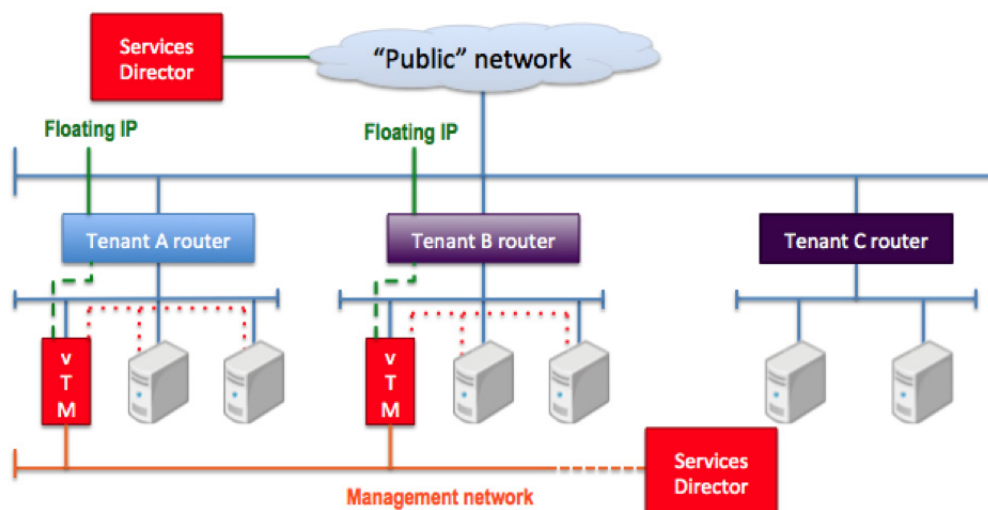 Services
Director
“Public” network
Floating IP
Floating IP
Tenant A router
Tenant B router
Tenant C router
v
T
M
v
T
M
Services
Director
Management network